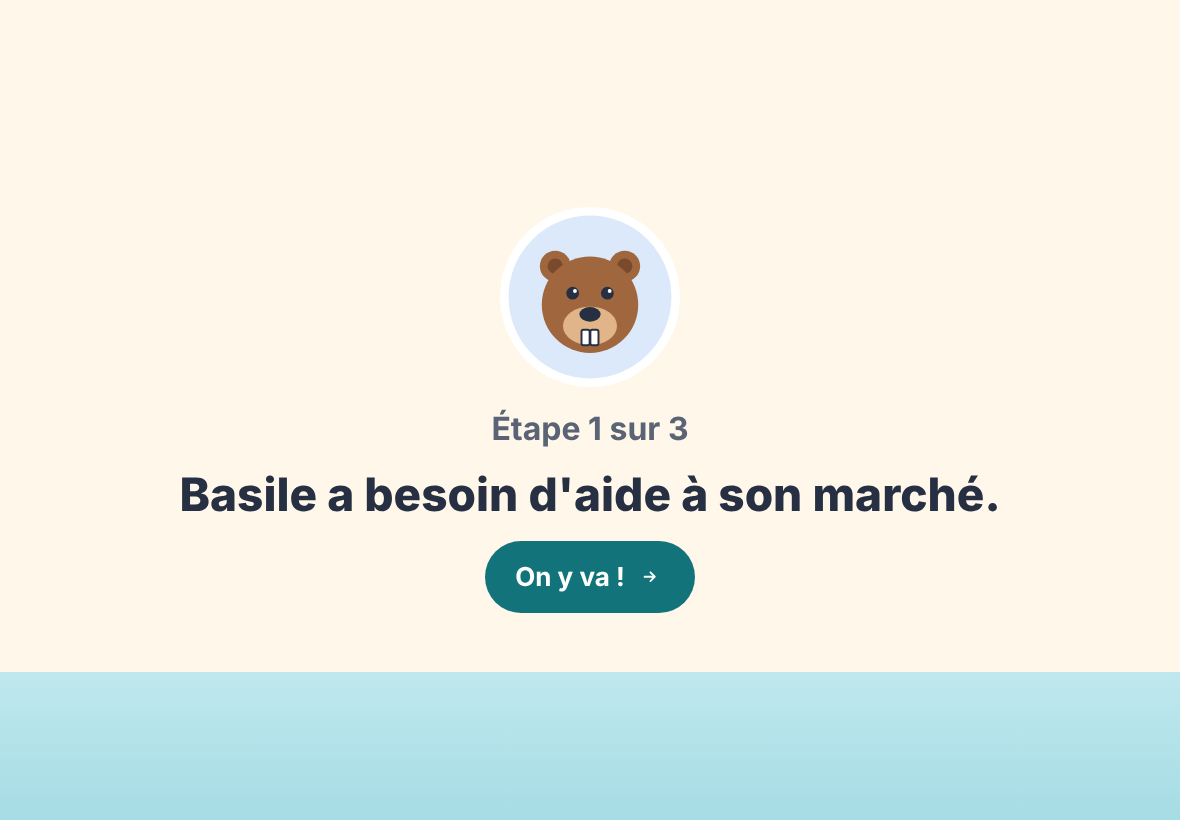 Étape 1 sur 3
Basile a besoin d'aide à son marché.
On y va ! →